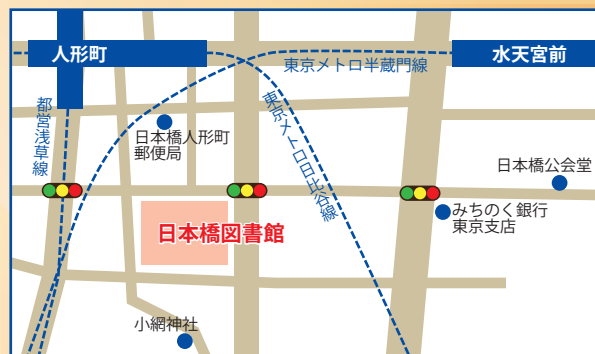 人形町
水天宮前
東京メトロ半蔵門線
都営浅草線
東京メトロ日比谷線
日本橋人形町
郵便局
日本橋公会堂
みちのく銀行
東京支店
日本橋図書館
小網神社